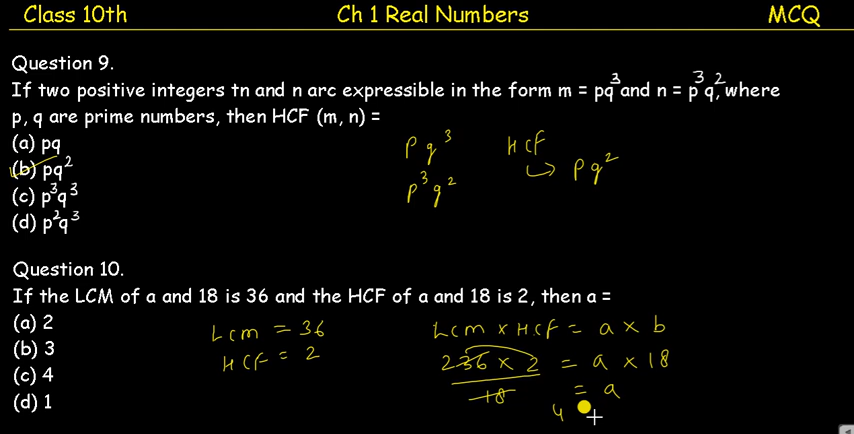 Class 10th Ch 1 Real Numbers MCQ
Question 9.
If two positive integers tn and n arc expressible in the form m = pq³ and n = p³q², where
p, q are prime numbers, then HCF (m, n) =
(a) pq
(b) pq²
(c) p³q³
(d) p²q³
pq³ HCF
p³q² ↳ pq²
Question 10.
If the LCM of a and 18 is 36 and the HCF of a and 18 is 2, then a =
(a) 2
(b) 3
(c) 4
(d) 1
Lcm = 36
HCF = 2
Lcm x HCF = a x b
2 36 x 2 = a x 18
18 = a
4